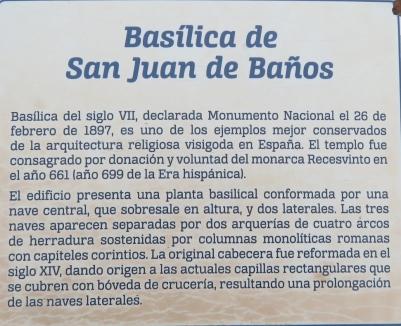 Basílica de
San Juan de Baños
Basílica del siglo VII, declarada Monumento Nacional el 26 de
febrero de 1897, es uno de los ejemplos mejor conservados
de la arquitectura religiosa visigoda en España. El templo fue
consagrado por donación y voluntad del monarca Recesvinto en
el año 661 (año 699 de la Era hispánica).
El edificio presenta una planta basilical conformada por una
nave central, que sobresale en altura, y dos laterales. Las tres
naves aparecen separadas por dos arquerías de cuatro arcos
de herradura sostenidas por columnas monolíticas romanas
con capiteles corintios. La original cabecera fue reformada en el
siglo XIV, dando origen a las actuales capillas rectangulares que
se cubren con bóveda de crucería, resultando una prolongación
de las naves laterales.